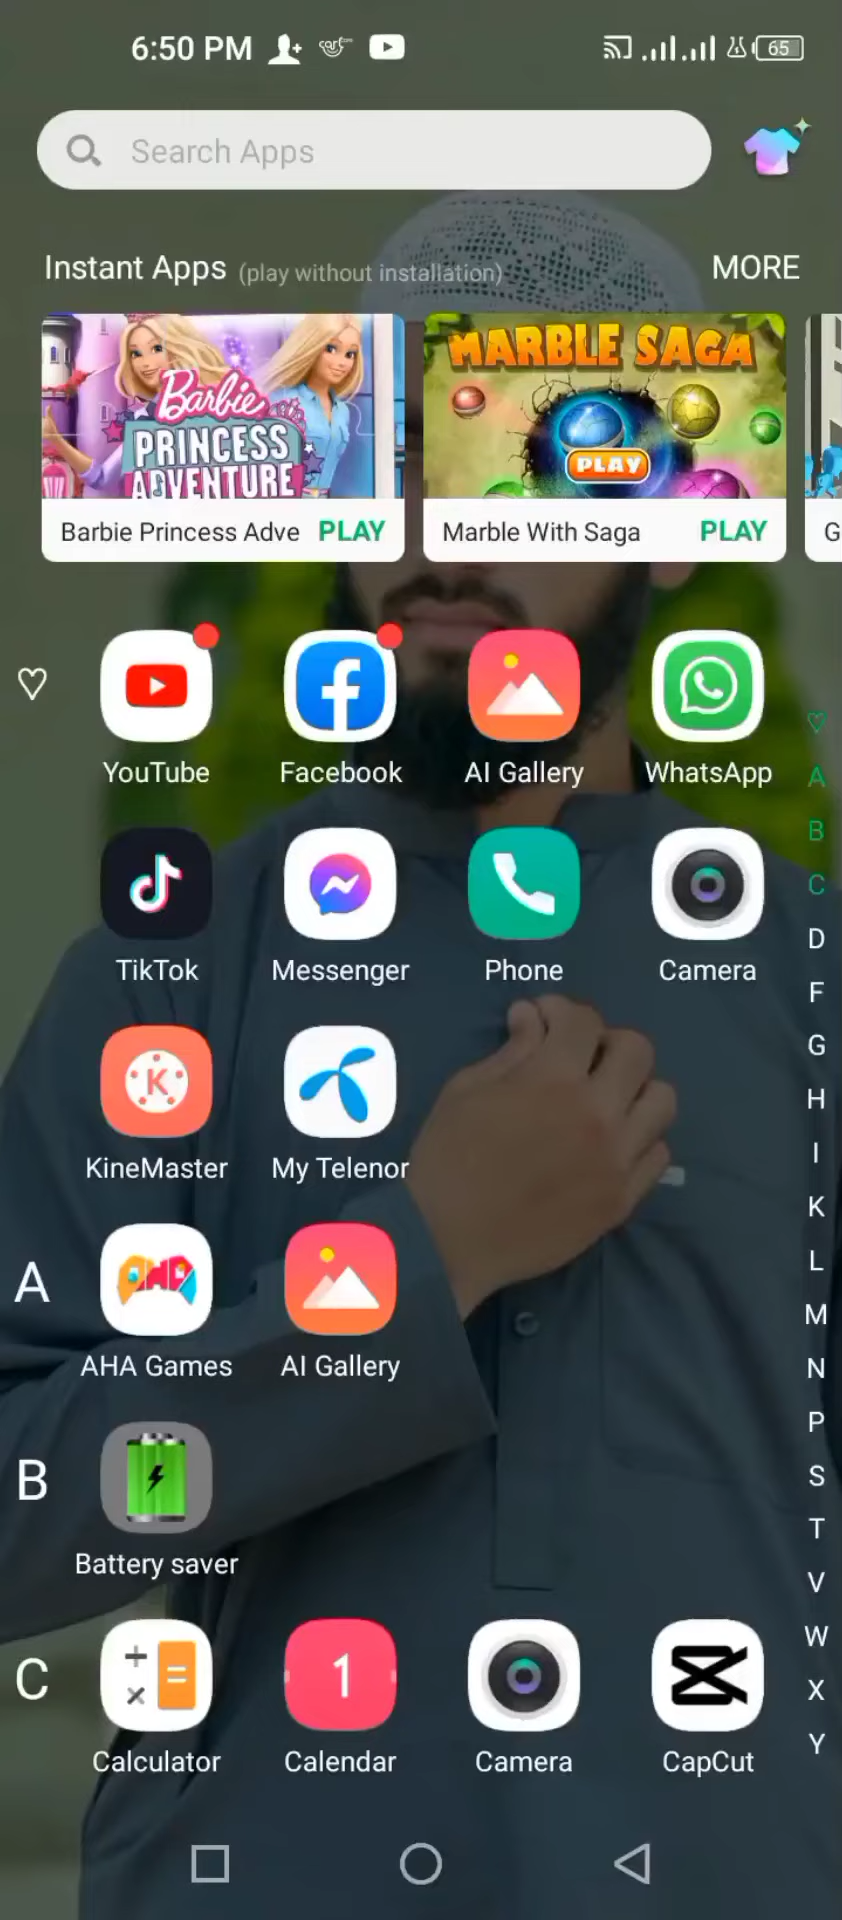 6:50 PM
65
Search Apps
Instant Apps (play without installation) MORE
Barbie
PRINCESS
ADVENTURE
MARBLE SAGA
PLAY
Barbie Princess Adve PLAY
Marble With Saga PLAY
G
YouTube Facebook AI Gallery WhatsApp
TikTok Messenger Phone Camera
K
KineMaster My Telenor
A
AHA
AHA Games AI Gallery
B
Battery saver
C
1
Calculator Calendar Camera CapCut
A
B
C
D
F
G
H
I
K
L
M
N
P
S
T
V
W
X
Y